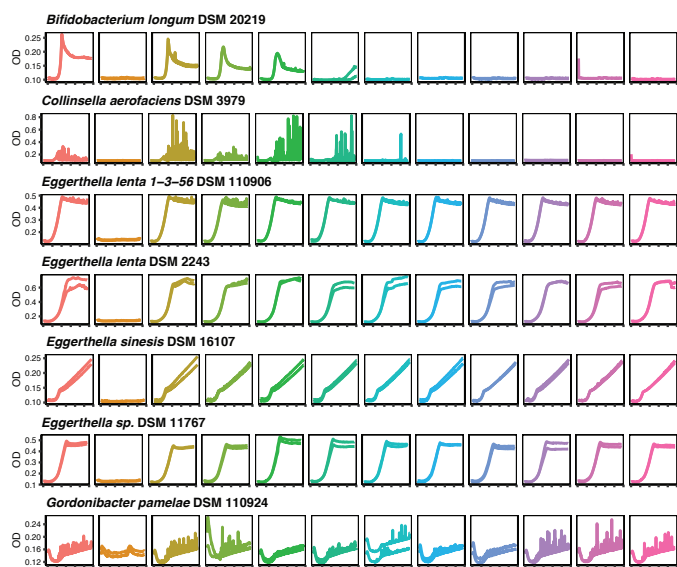 Bifidobacterium longum DSM 20219
OD
0.25
0.20
0.15
0.10
Collinsella aerofaciens DSM 3979
OD
0.8
0.6
0.4
0.2
Eggerthella lenta 1–3–56 DSM 110906
OD
0.5
0.4
0.3
0.2
Eggerthella lenta DSM 2243
OD
0.6
0.4
0.2
Eggerthella sinesis DSM 16107
OD
0.25
0.20
0.15
0.10
Eggerthella sp. DSM 11767
OD
0.5
0.4
0.3
0.2
0.1
Gordonibacter pamelae DSM 110924
OD
0.24
0.20
0.16
0.12